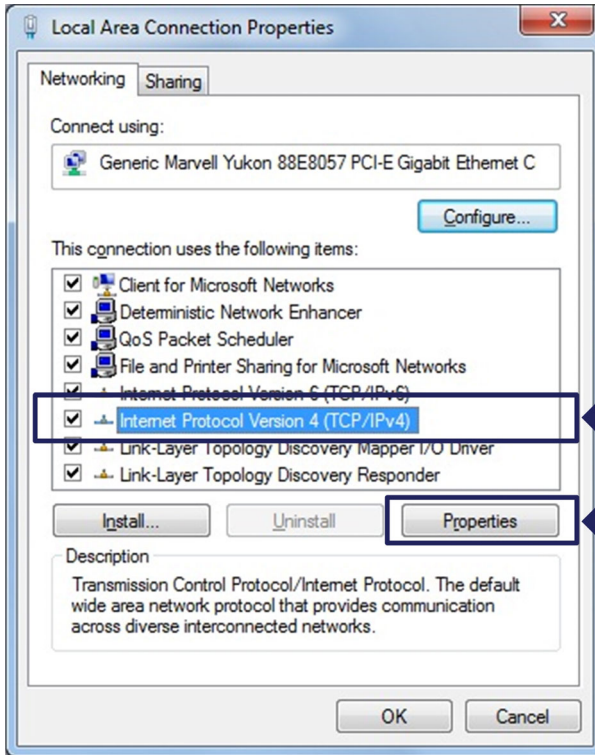 Local Area Connection Properties
Networking Sharing
Connect using:
Generic Marvell Yukon 88E8057 PCI-E Gigabit Ethernet C
Configure...
This connection uses the following items:
Client for Microsoft Networks
Deterministic Network Enhancer
QoS Packet Scheduler
File and Printer Sharing for Microsoft Networks
Internet Protocol Version 6 (TCP/IPv6)
Internet Protocol Version 4 (TCP/IPv4)
Link-Layer Topology Discovery Mapper I/O Driver
Link-Layer Topology Discovery Responder
Install... Uninstall Properties
Description
Transmission Control Protocol/Internet Protocol. The default
wide area network protocol that provides communication
across diverse interconnected networks.
OK Cancel